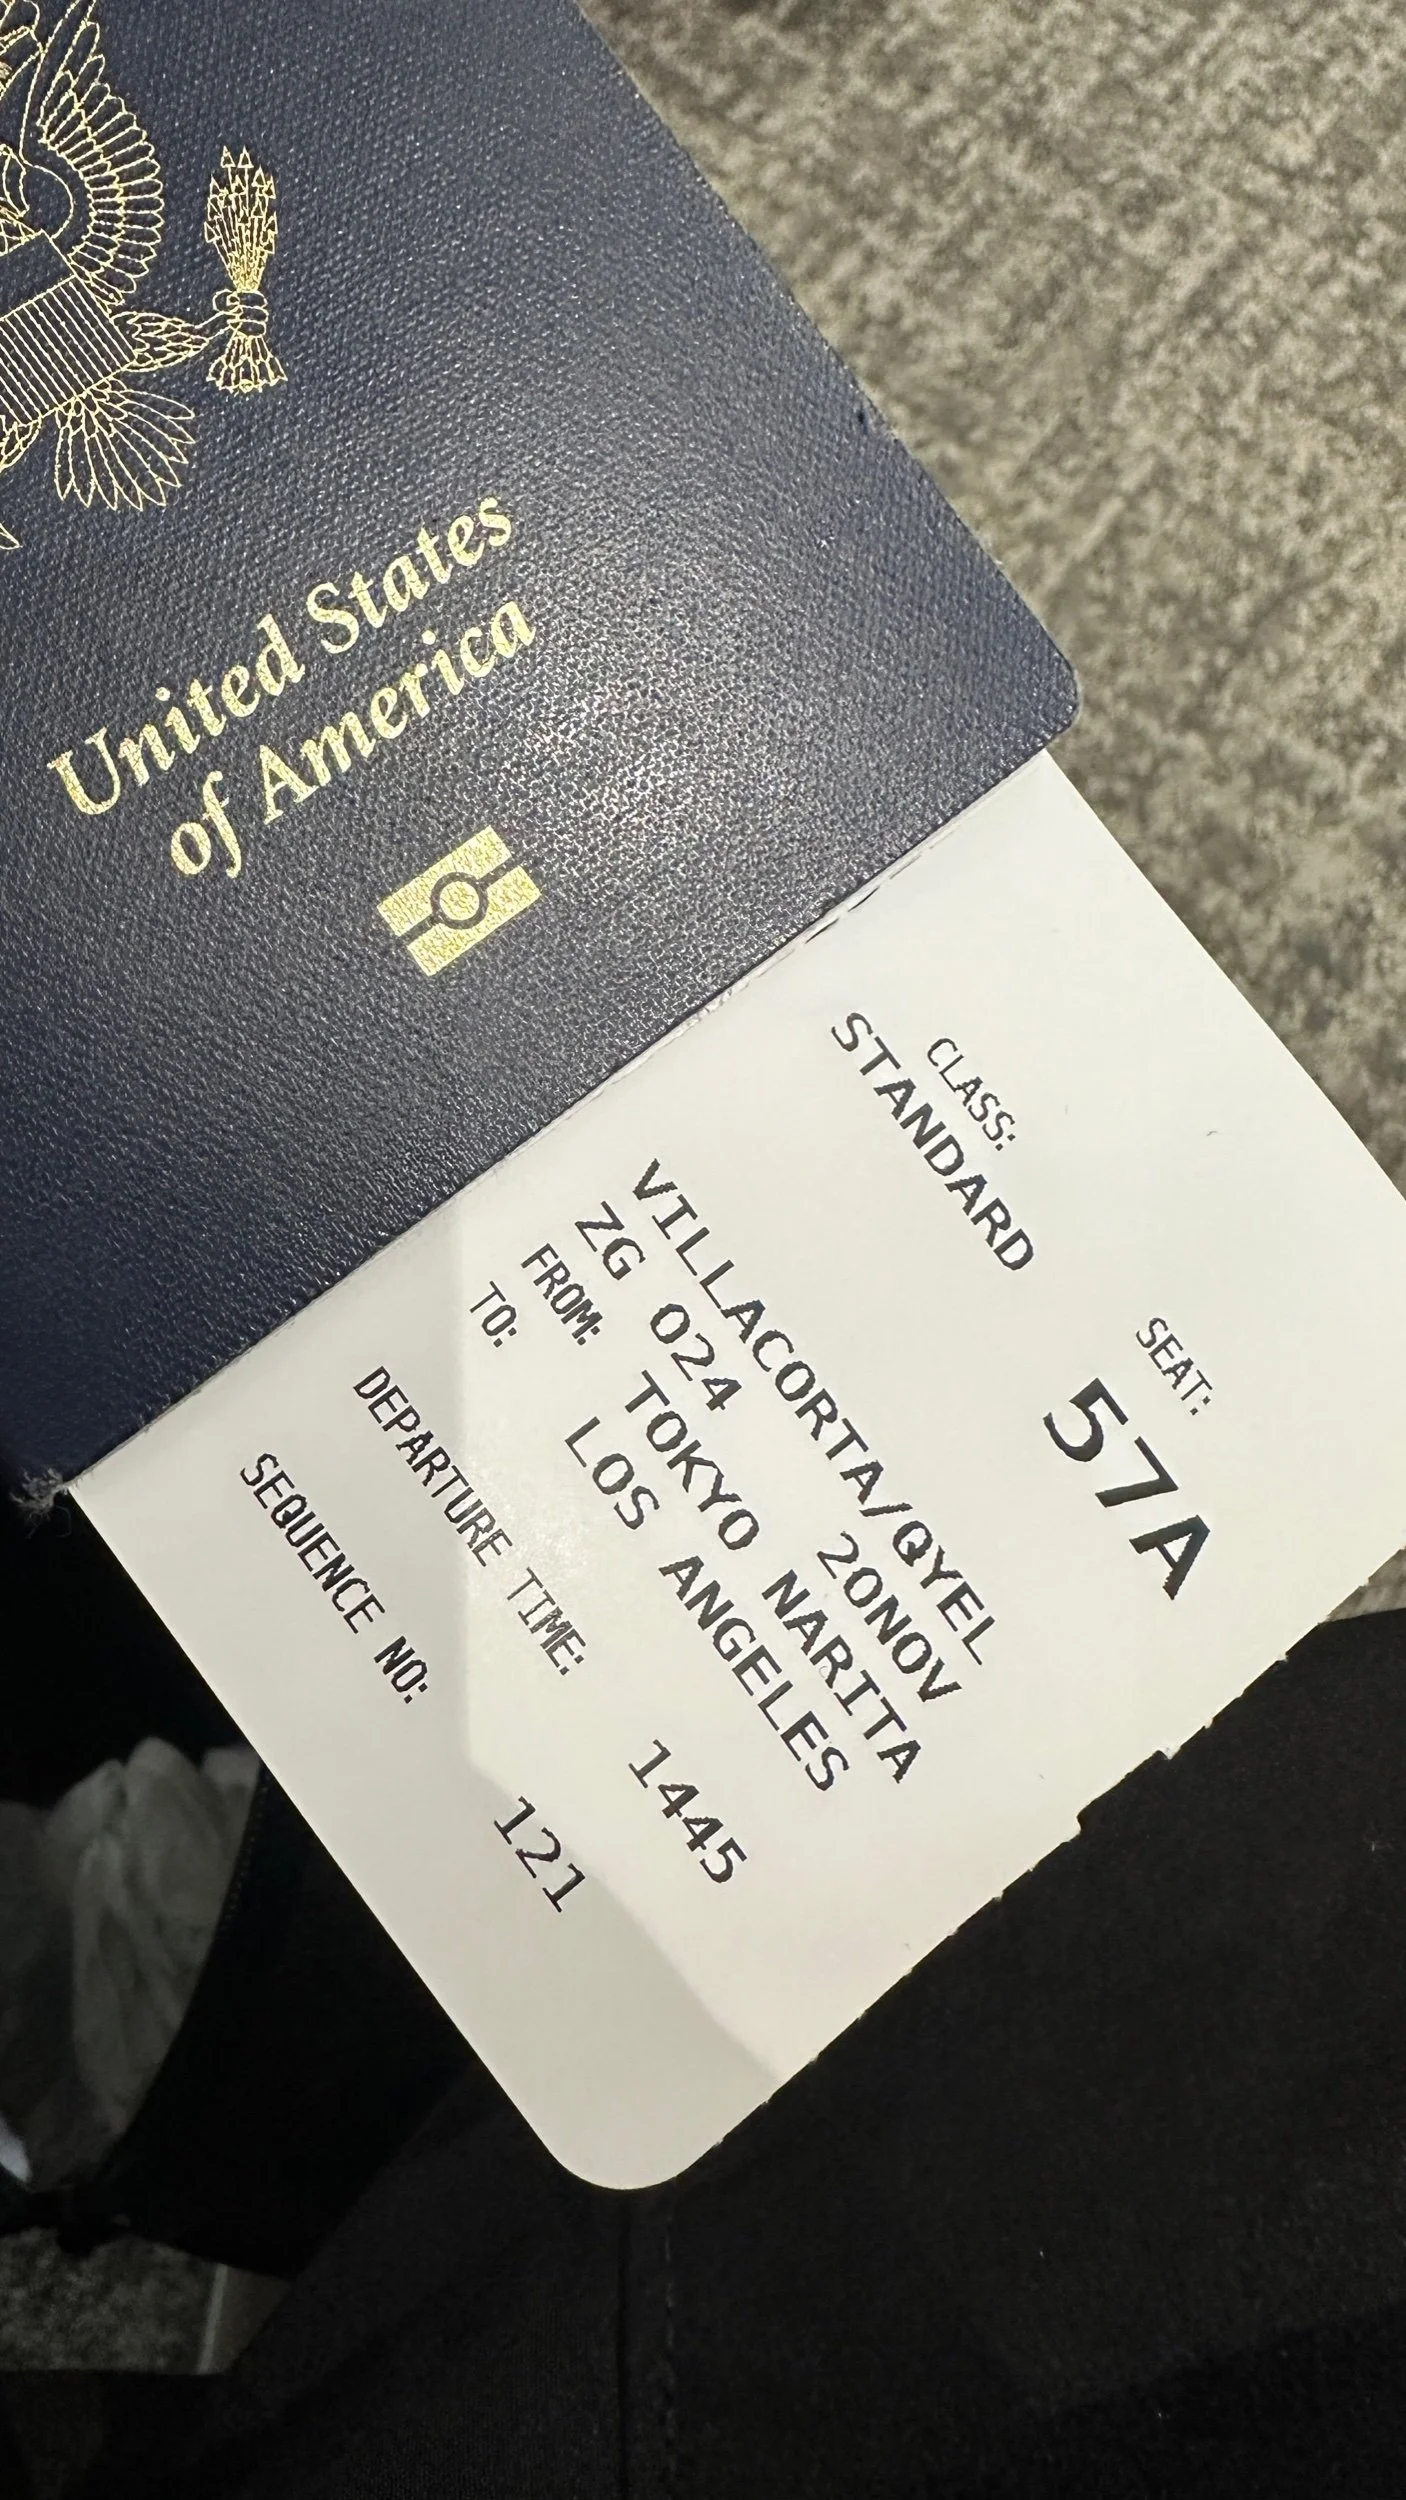 United States
of America
CLASS:
STANDARD
SEAT:
57A
VILLACORTA/QYEL
ZG 024 20NOV
FROM: TOKYO NARITA
TO: LOS ANGELES
DEPARTURE TIME: 1445
SEQUENCE NO: 121